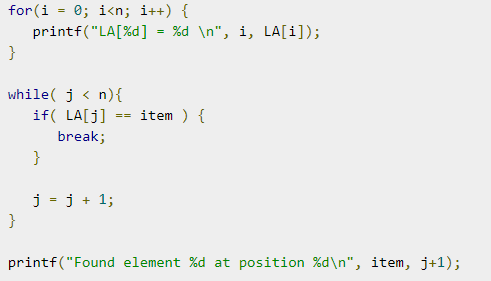 for(i = 0; i<n; i++) {
   printf("LA[%d] = %d \n", i, LA[i]);
}

while( j < n){
   if( LA[j] == item ) {
      break;
   }

   j = j + 1;
}

printf("Found element %d at position %d\n", item, j+1);